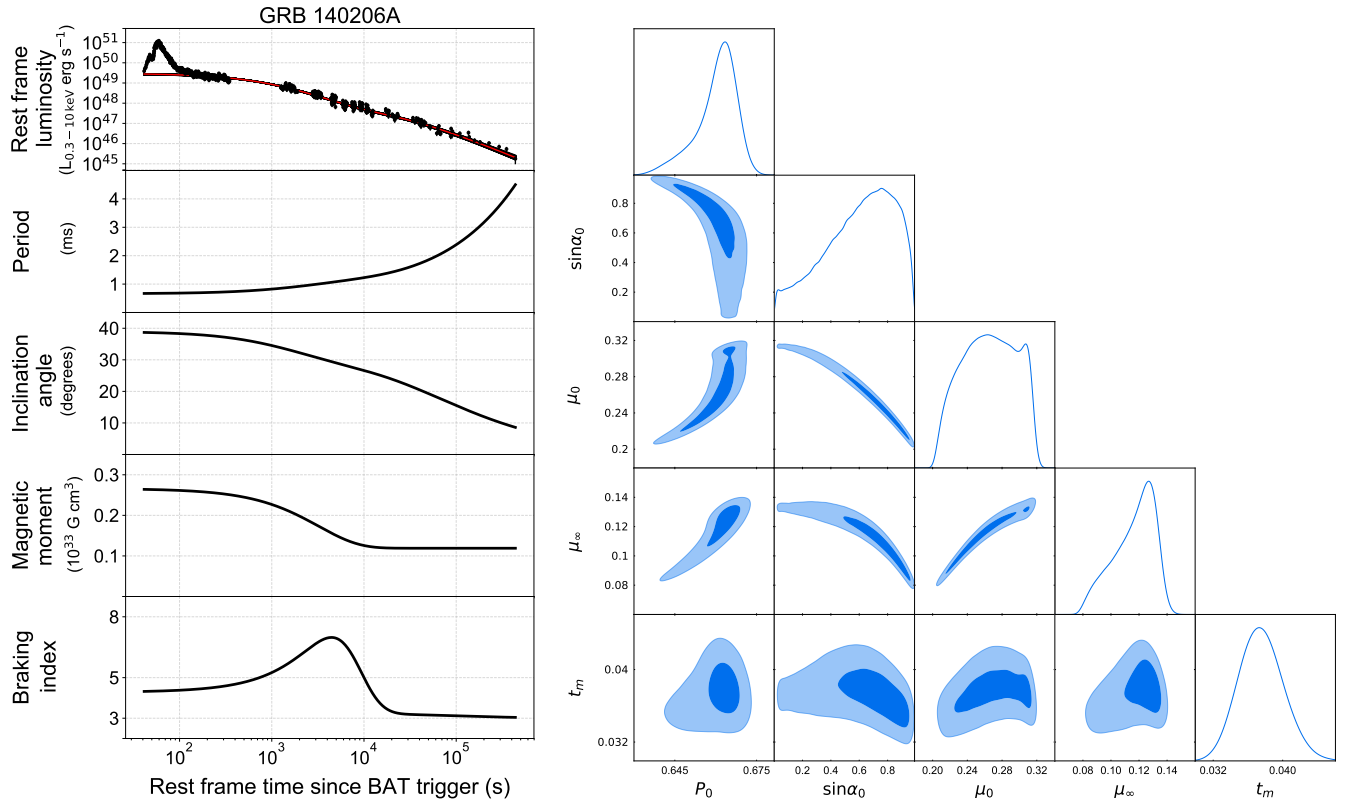 GRB 140206A
Rest frame
luminosity
(L0.3−10 keV erg s−1)
10^51
10^50
10^49
10^48
10^47
10^46
10^45
Period
(ms)
4
3
2
1
Inclination
angle
(degrees)
40
30
20
10
Magnetic
moment
(10^33 G cm^3)
0.3
0.2
0.1
Braking
index
8
5
3
10^2 10^3 10^4 10^5
Rest frame time since BAT trigger (s)
sinα0
0.8
0.6
0.4
0.2
μ0
0.32
0.28
0.24
0.2
μ∞
0.14
0.12
0.1
0.08
tm
0.04
0.032
0.645 0.675 0.2 0.4 0.6 0.8 0.20 0.24 0.28 0.32 0.08 0.10 0.12 0.14 0.032 0.040
P0 sinα0 μ0 μ∞ tm